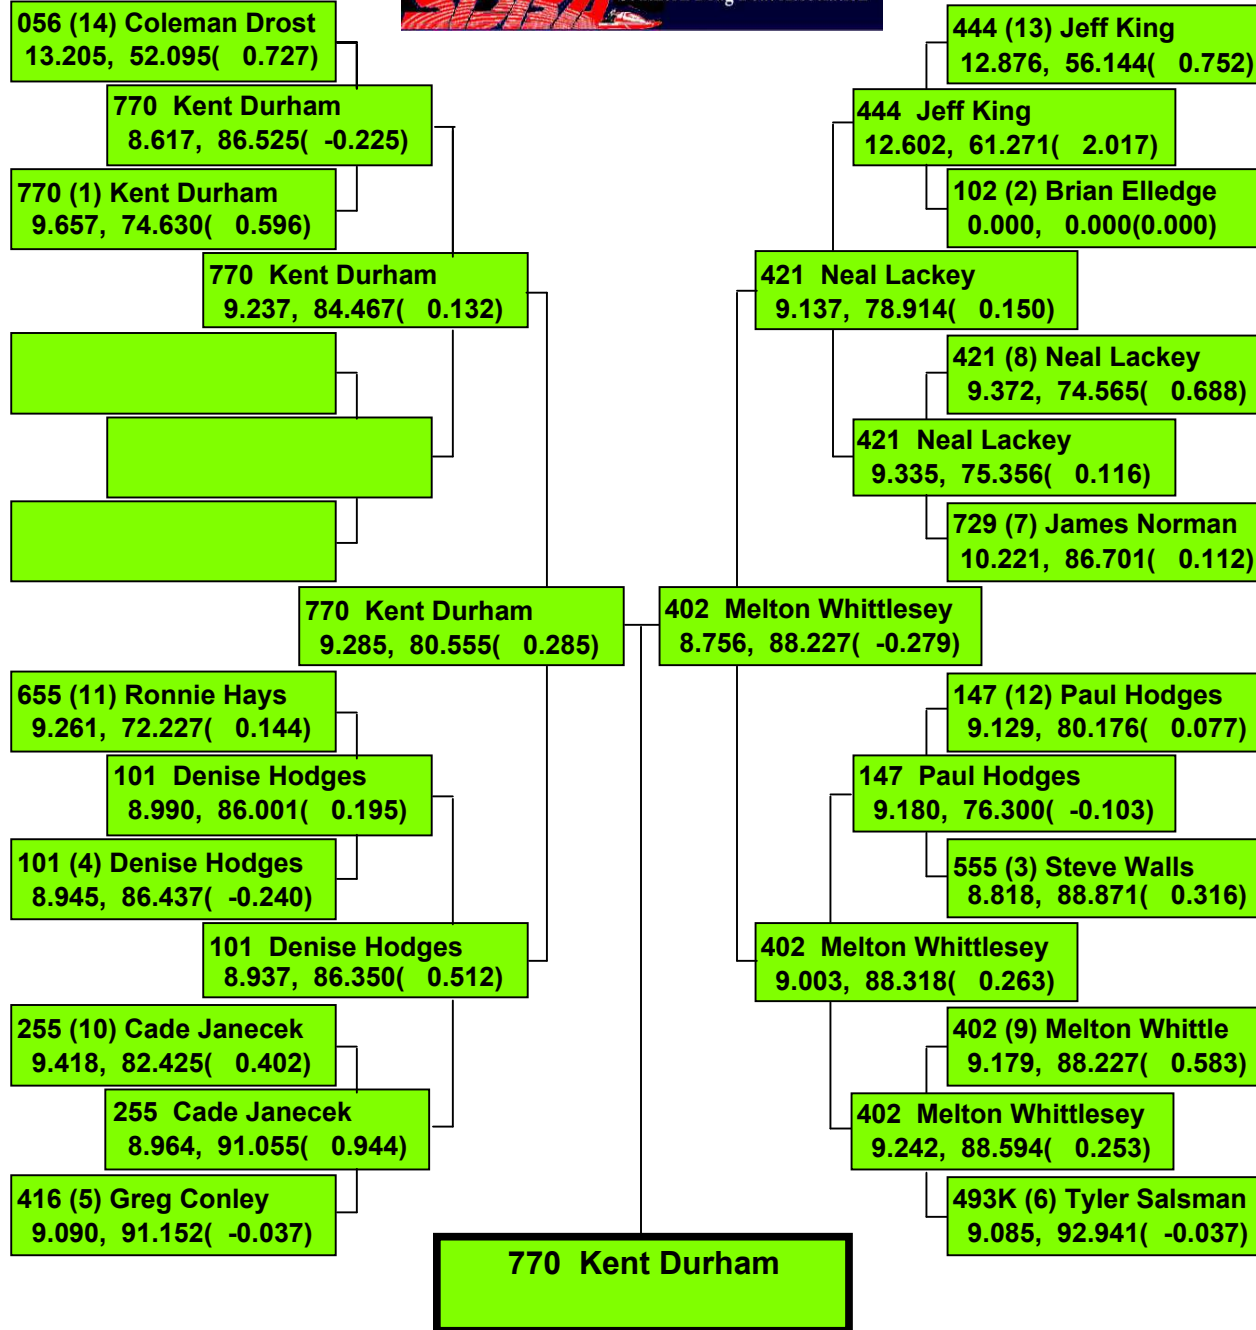 056 (14) Coleman Drost
13.205, 52.095( 0.727)
770 Kent Durham
8.617, 86.525( -0.225)
770 (1) Kent Durham
9.657, 74.630( 0.596)
770 Kent Durham
9.237, 84.467( 0.132)
770 Kent Durham
9.285, 80.555( 0.285)
655 (11) Ronnie Hays
9.261, 72.227( 0.144)
101 Denise Hodges
8.990, 86.001( 0.195)
101 (4) Denise Hodges
8.945, 86.437( -0.240)
101 Denise Hodges
8.937, 86.350( 0.512)
255 (10) Cade Janecek
9.418, 82.425( 0.402)
255 Cade Janecek
8.964, 91.055( 0.944)
416 (5) Greg Conley
9.090, 91.152( -0.037)
444 (13) Jeff King
12.876, 56.144( 0.752)
444 Jeff King
12.602, 61.271( 2.017)
102 (2) Brian Elledge
0.000, 0.000(0.000)
421 Neal Lackey
9.137, 78.914( 0.150)
421 (8) Neal Lackey
9.372, 74.565( 0.688)
421 Neal Lackey
9.335, 75.356( 0.116)
729 (7) James Norman
10.221, 86.701( 0.112)
402 Melton Whittlesey
8.756, 88.227( -0.279)
147 (12) Paul Hodges
9.129, 80.176( 0.077)
147 Paul Hodges
9.180, 76.300( -0.103)
555 (3) Steve Walls
8.818, 88.871( 0.316)
402 Melton Whittlesey
9.003, 88.318( 0.263)
402 (9) Melton Whittle
9.179, 88.227( 0.583)
402 Melton Whittlesey
9.242, 88.594( 0.253)
493K (6) Tyler Salsman
9.085, 92.941( -0.037)
770 Kent Durham